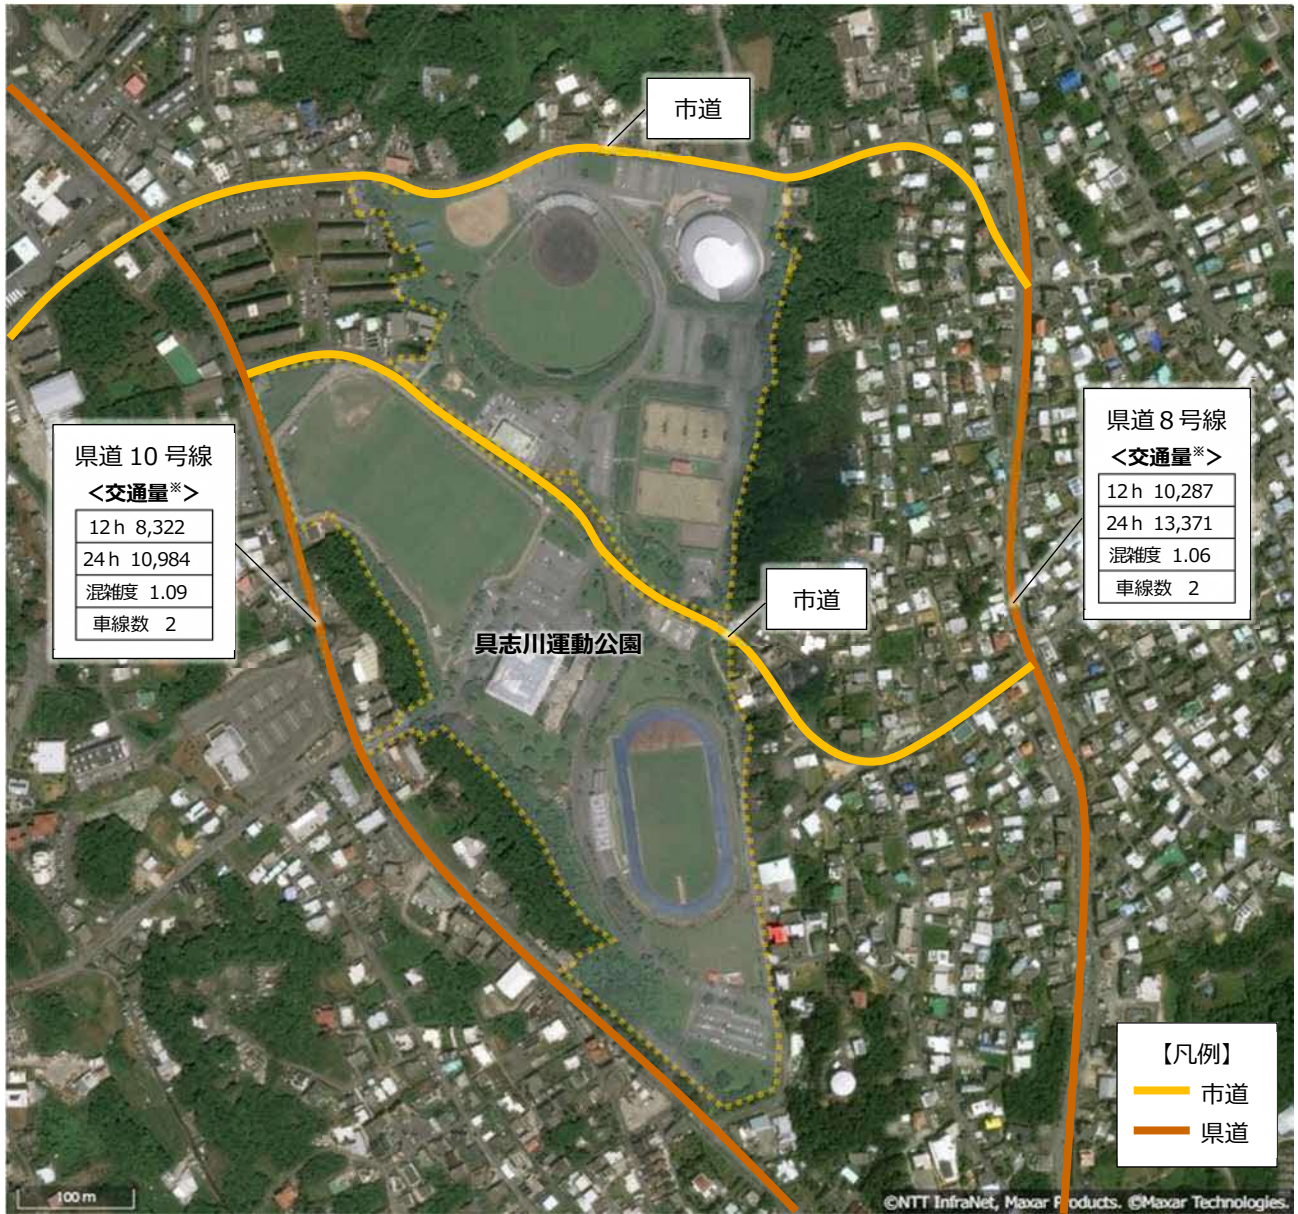 市道
県道 10 号線
<交通量※>
12h 8,322
24h 10,984
混雑度 1.09
車線数 2
県道 8 号線
<交通量※>
12h 10,287
24h 13,371
混雑度 1.06
車線数 2
市道
具志川運動公園
【凡例】
市道
県道
100 m
©NTT InfraNet, Maxar Products. ©Maxar Technologies.